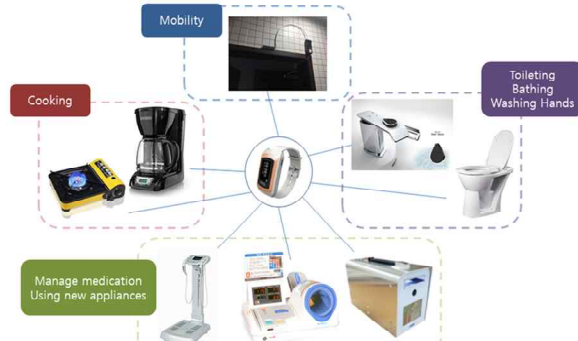 Mobility
Cooking
Toileting
Bathing
Washing Hands
Manage medication
Using new appliances